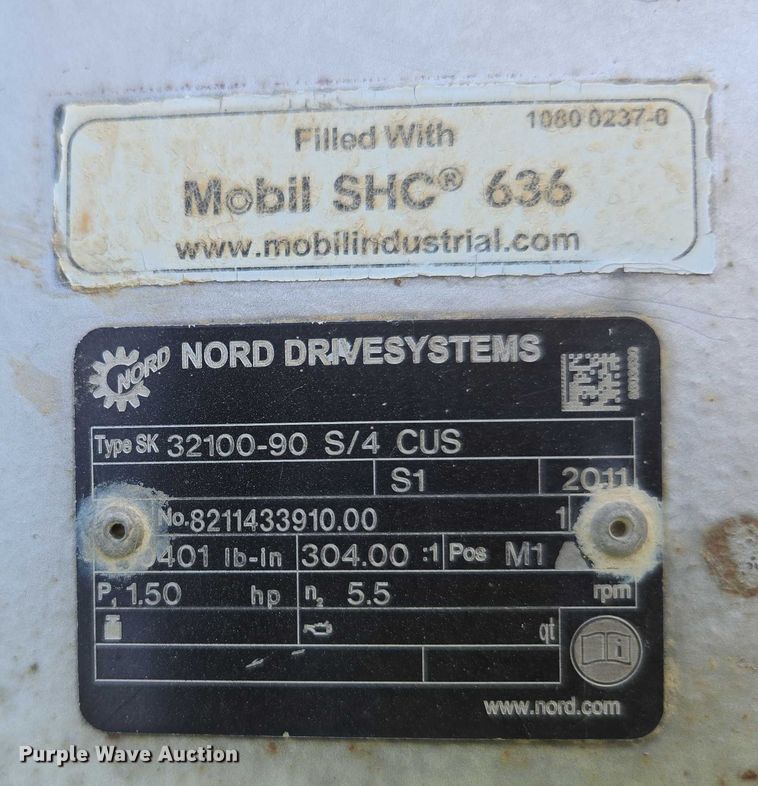 Filled With 1080 0237-0
Mobil SHC® 636
www.mobilindustrial.com
NORD NORD DRIVESYSTEMS
Type SK 32100-90 S/4 CUS
S1 2011
No. 8211433910.00 1
401 lb-in 304.00 :1 Pos M1
P1 1.50 hp n2 5.5 rpm
qt
i
www.nord.com
Purple Wave Auction